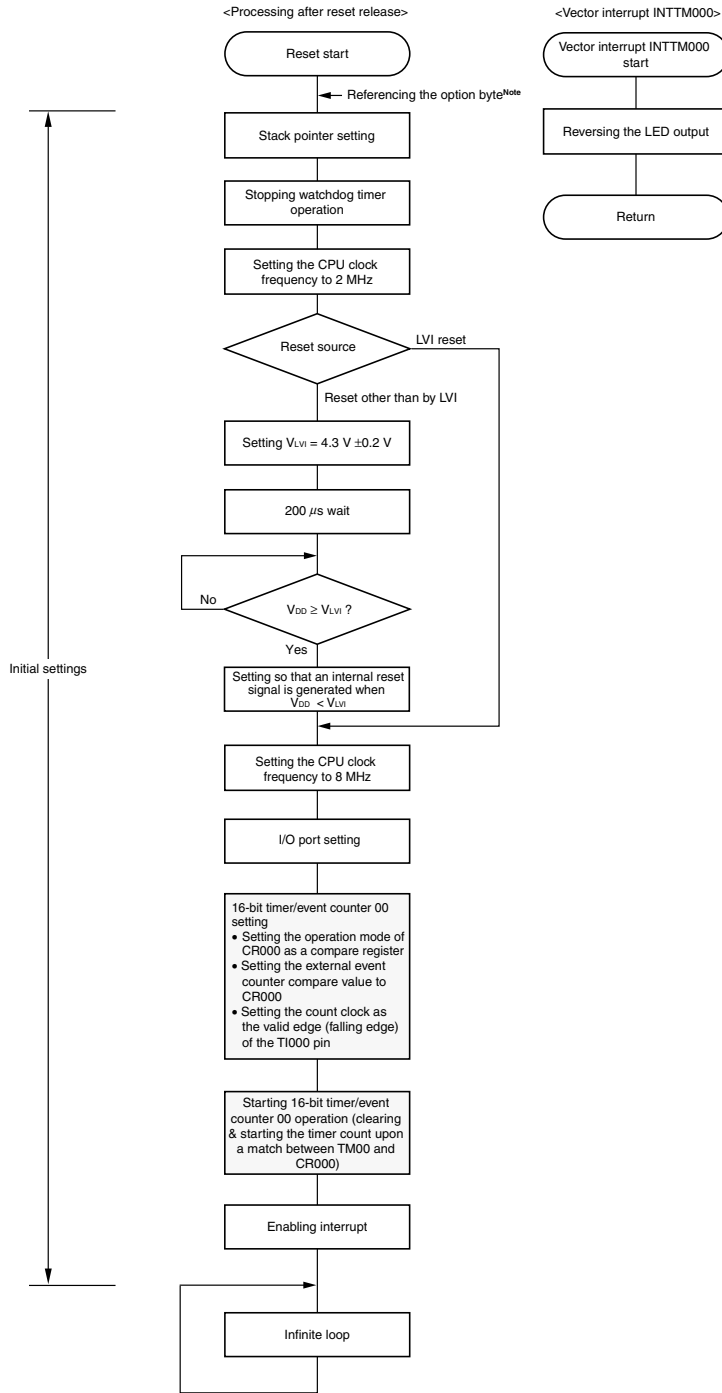 <Processing after reset release>
Reset start
Referencing the option byteNote
Stack pointer setting
Stopping watchdog timer
operation
Setting the CPU clock
frequency to 2 MHz
Reset source
LVI reset
Reset other than by LVI
Setting VLVI = 4.3 V ±0.2 V
200 μs wait
No
VDD ≥ VLVI ?
Yes
Initial settings
Setting so that an internal reset
signal is generated when
VDD < VLVI
Setting the CPU clock
frequency to 8 MHz
I/O port setting
16-bit timer/event counter 00
setting
• Setting the operation mode of
CR000 as a compare register
• Setting the external event
counter compare value to
CR000
• Setting the count clock as
the valid edge (falling edge)
of the TI000 pin
Starting 16-bit timer/event
counter 00 operation (clearing
& starting the timer count upon
a match between TM00 and
CR000)
Enabling interrupt
Infinite loop
<Vector interrupt INTTM000>
Vector interrupt INTTM000
start
Reversing the LED output
Return